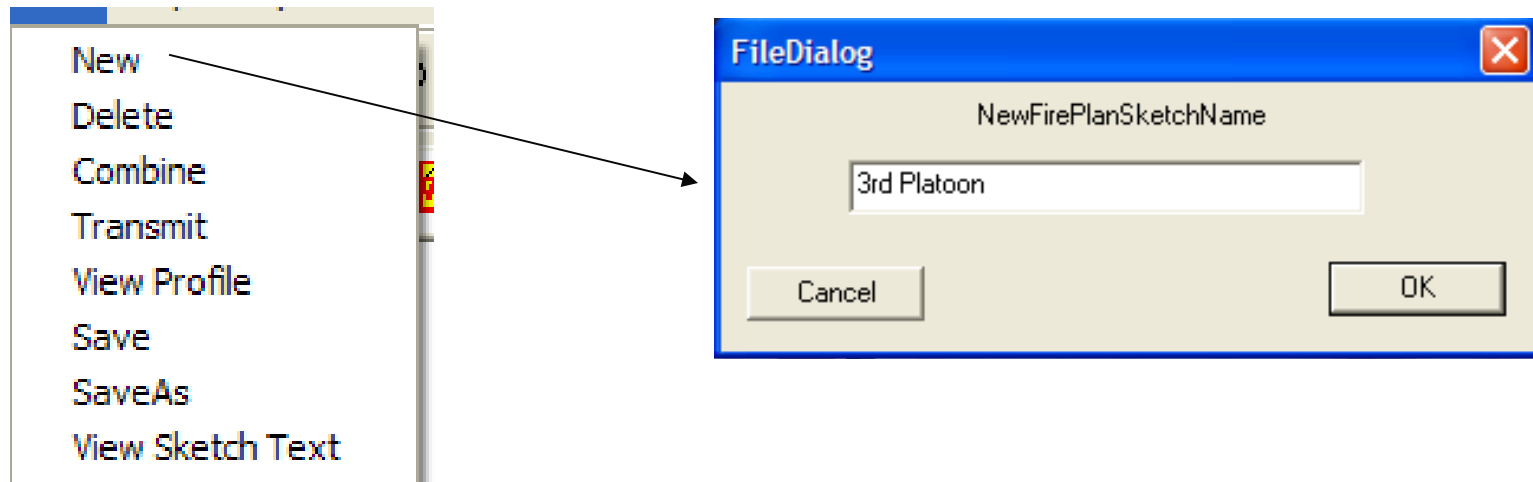 New
Delete
Combine
Transmit
View Profile
Save
SaveAs
View Sketch Text
FileDialog
NewFirePlanSketchName
3rd Platoon
Cancel
OK